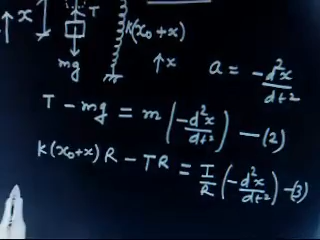 x
T
K(x₀+x)
mg
↑x
a = -d²x/dt²
T - mg = m(-d²x/dt²) —(2)
K(x₀+x)R - TR = I/R(-d²x/dt²) —(3)